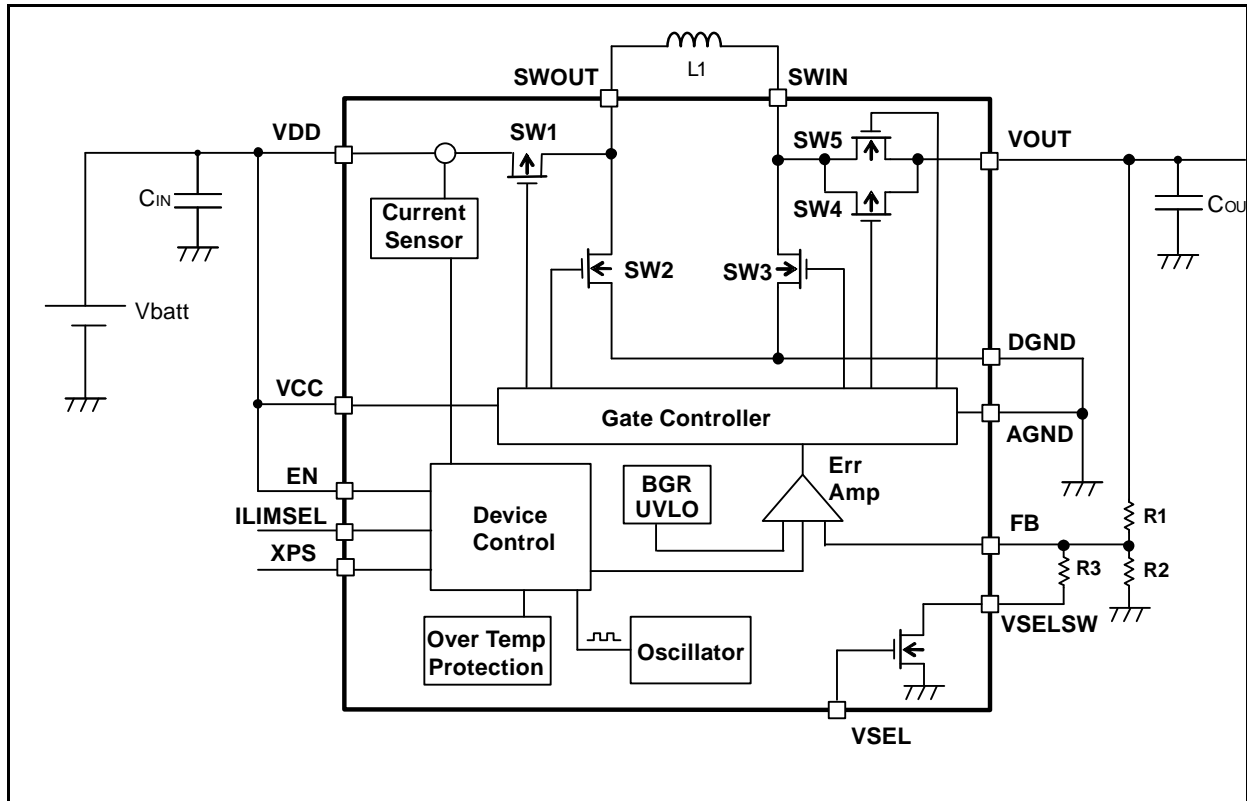 L1
SWOUT
SWIN
VDD
SW1
SW5
VOUT
CIN
SW4
COU
Current
Sensor
SW2
SW3
Vbatt
DGND
VCC
Gate Controller
AGND
Err
Amp
EN
BGR
UVLO
R1
ILIMSEL
Device
Control
FB
XPS
R3
R2
VSELSW
Over Temp
Protection
Oscillator
VSEL